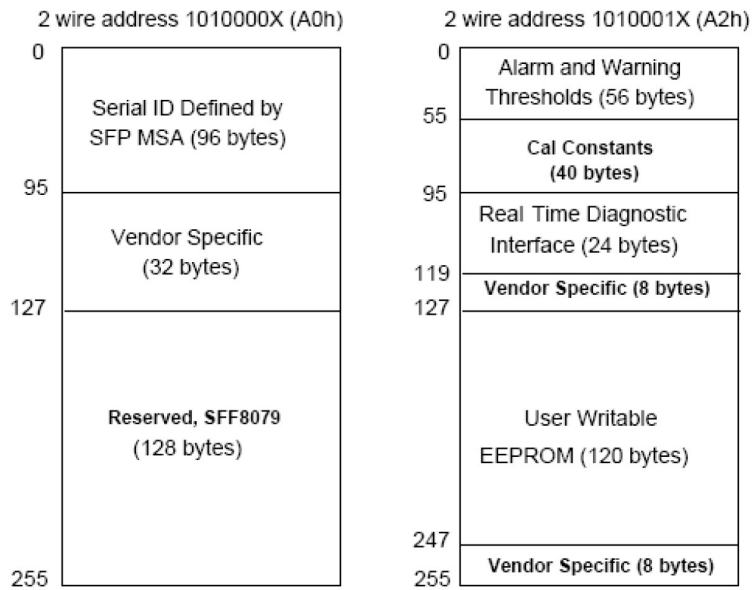 2 wire address 1010000X (A0h)
0
Serial ID Defined by
SFP MSA (96 bytes)
95
Vendor Specific
(32 bytes)
127
Reserved, SFF8079
(128 bytes)
255
2 wire address 1010001X (A2h)
0
Alarm and Warning
Thresholds (56 bytes)
55
Cal Constants
(40 bytes)
95
Real Time Diagnostic
Interface (24 bytes)
119
Vendor Specific (8 bytes)
127
User Writable
EEPROM (120 bytes)
247
Vendor Specific (8 bytes)
255